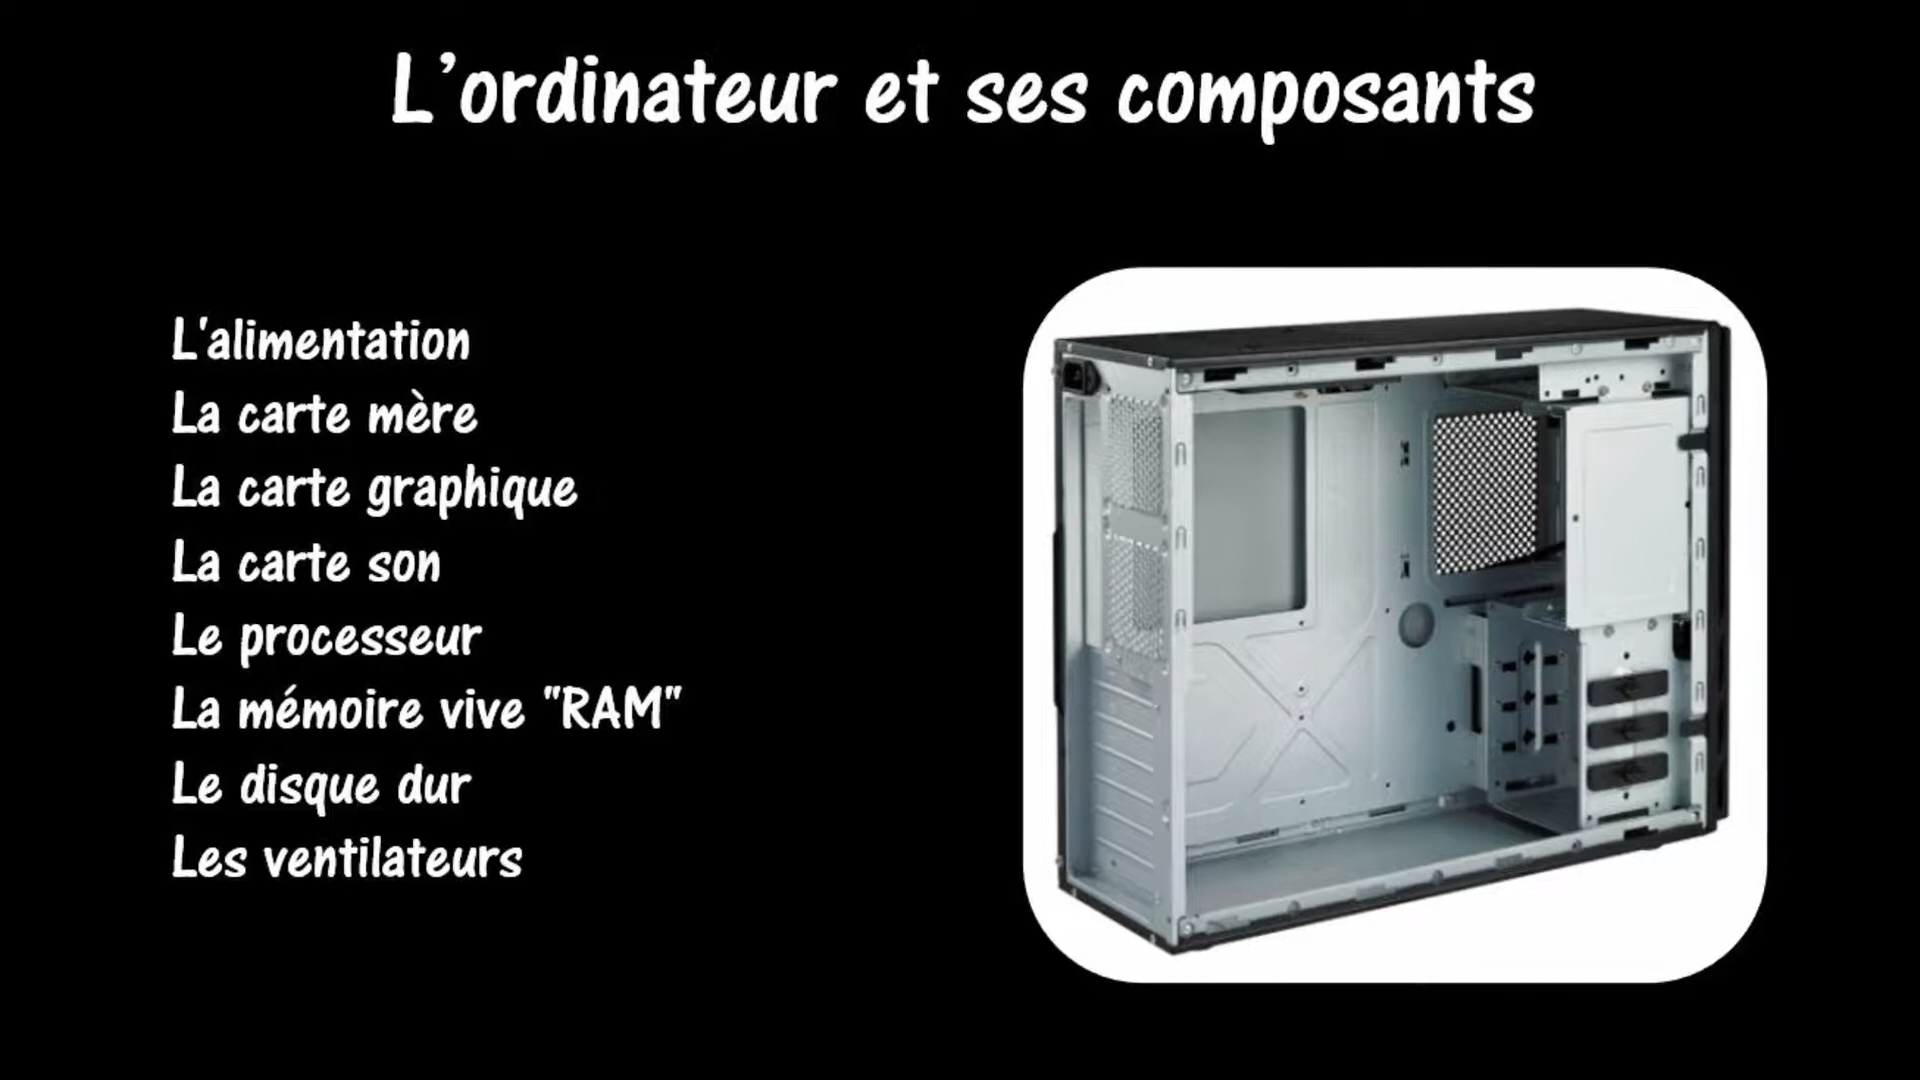 L'ordinateur et ses composants
L'alimentation
La carte mère
La carte graphique
La carte son
Le processeur
La mémoire vive "RAM"
Le disque dur
Les ventilateurs